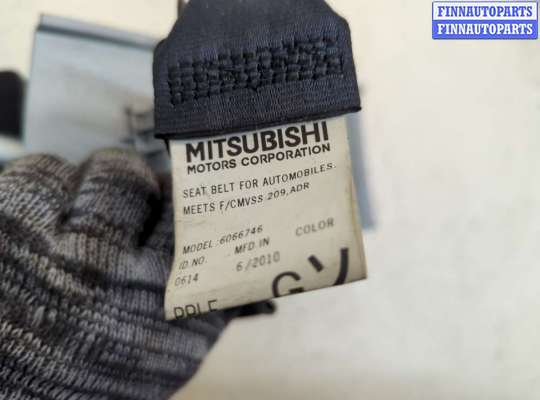 FINNAUTOPARTS
FINNAUTOPARTS
MITSUBISHI
MOTORS CORPORATION
SEAT BELT FOR AUTOMOBILES.
MEETS F/CMVSS 209,ADR
MODEL:6066746
ID.NO. MFD IN COLOR
0614 6/2010 GY